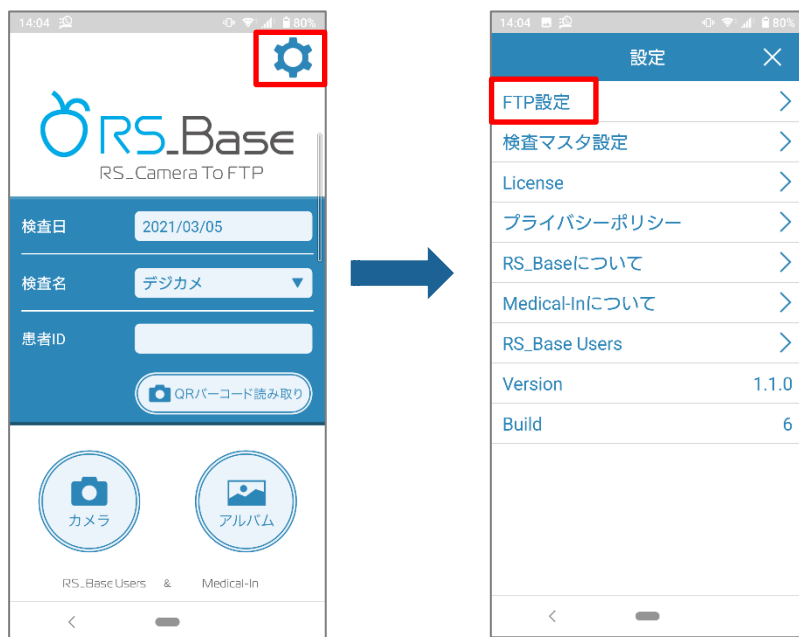 14:04
80%
RS_Base
RS_Camera To FTP
検査日
2021/03/05
検査名
デジカメ
患者ID
QRバーコード読み取り
カメラ
アルバム
RS_Base Users & Medical-In
14:04
80%
設定
FTP設定
検査マスタ設定
License
プライバシーポリシー
RS_Baseについて
Medical-Inについて
RS_Base Users
Version 1.1.0
Build 6